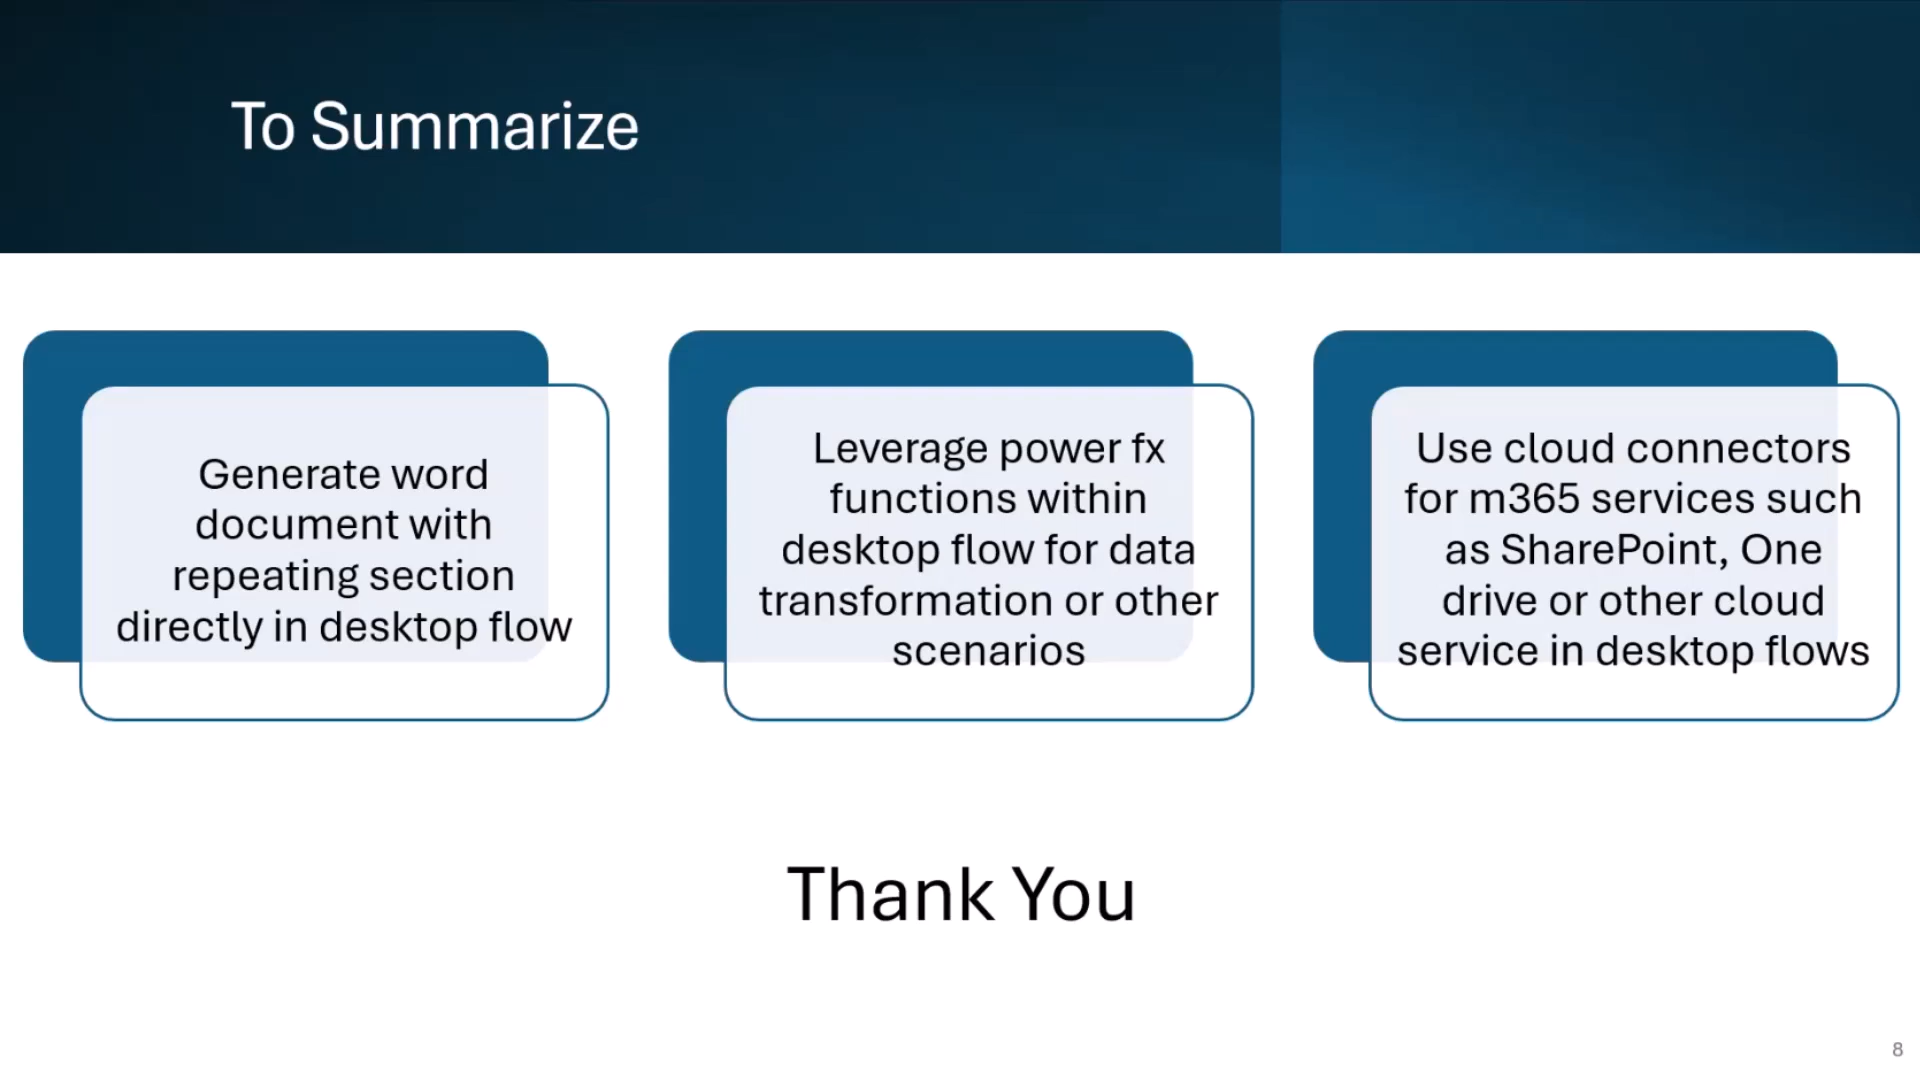 To Summarize
Generate word
document with
repeating section
directly in desktop flow
Leverage power fx
functions within
desktop flow for data
transformation or other
scenarios
Use cloud connectors
for m365 services such
as SharePoint, One
drive or other cloud
service in desktop flows
Thank You
8